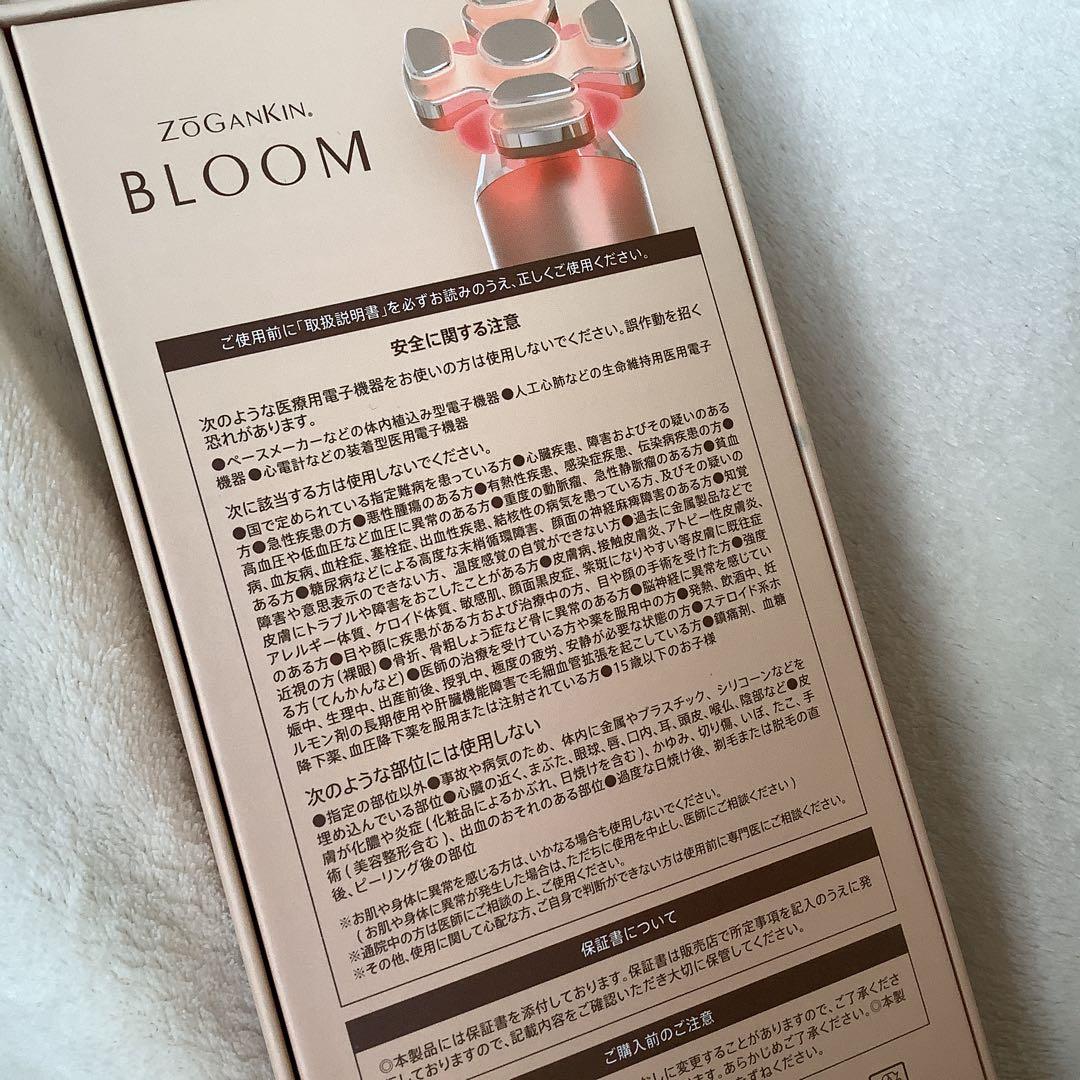 ZŌGANKIN®
BLOOM
ご使用前に「取扱説明書」を必ずお読みのうえ、正しくご使用ください。
安全に関する注意
次のような医療用電子機器をお使いの方は使用しないでください。誤作動を招く
恐れがあります。
●ペースメーカーなどの体内植込み型電子機器●人工心肺などの生命維持用医用電子
機器●心電計などの装着型医用電子機器
次に該当する方は使用しないでください。
●国で定められている指定難病を患っている方●心臓疾患、障害およびその疑いのある
方●急性疾患の方●悪性腫瘍のある方●有熱性疾患、感染症疾患、伝染病疾患の方●
高血圧や低血圧など血圧に異常のある方●重度の動脈瘤、急性静脈瘤のある方●貧血
病、血友病、血栓症、塞栓症、出血性疾患、結核性の病気を患っている方、及びその疑いの
ある方●糖尿病などによる高度な末梢循環障害、顔面の神経麻痺障害のある方●知覚
障害や意思表示のできない方、温度感覚の自覚ができない方●過去に金属製品などで
皮膚にトラブルや障害をおこしたことがある方●皮膚病、接触皮膚炎、アトピー性皮膚炎、
アレルギー体質、ケロイド体質、敏感肌、顔面黒皮症、紫斑になりやすい等皮膚に既往症
のある方●目や顔に疾患がある方および治療中の方、目や顔の手術を受けた方●強度
近視の方(裸眼)●骨折、骨粗しょう症など骨に異常のある方●脳神経に異常を感じてい
る方(てんかんなど)●医師の治療を受けている方や薬を服用中の方●発熱、飲酒中、妊
娠中、生理中、出産前後、授乳中、極度の疲労、安静が必要な状態の方●ステロイド系ホ
ルモン剤の長期使用や肝臓機能障害で毛細血管拡張を起こしている方●鎮痛剤、血糖
降下薬、血圧降下薬を服用または注射されている方●15歳以下のお子様
次のような部位には使用しない
●指定の部位以外●事故や病気のため、体内に金属やプラスチック、シリコーンなどを
埋め込んでいる部位●心臓の近く、まぶた、眼球、唇、口内、耳、頭皮、喉仏、陰部など●皮
膚が化膿や炎症(化粧品によるかぶれ、日焼けを含む)、かゆみ、切り傷、いぼ、たこ、手
術(美容整形含む)、出血のおそれのある部位●過度な日焼け後、剃毛または脱毛の直
後、ピーリング後の部位
※お肌や身体に異常を感じる方は、いかなる場合も使用しないでください。
(お肌や身体に異常が発生した場合は、ただちに使用を中止し、医師にご相談ください)
※通院中の方は医師にご相談の上、ご使用ください。
※その他、使用に関して心配な方、ご自身で判断ができない方は使用前に専門医にご相談ください。
保証書について
◎本製品には保証書を添付しております。保証書は販売店で所定事項を記入のうえに発
しておりますので、記載内容をご確認いただき大切に保管してください。
ご購入前のご注意
しに変更することがありますので、ご了承くださ
ます。あらかじめご了承ください。◎本製
ずねください。